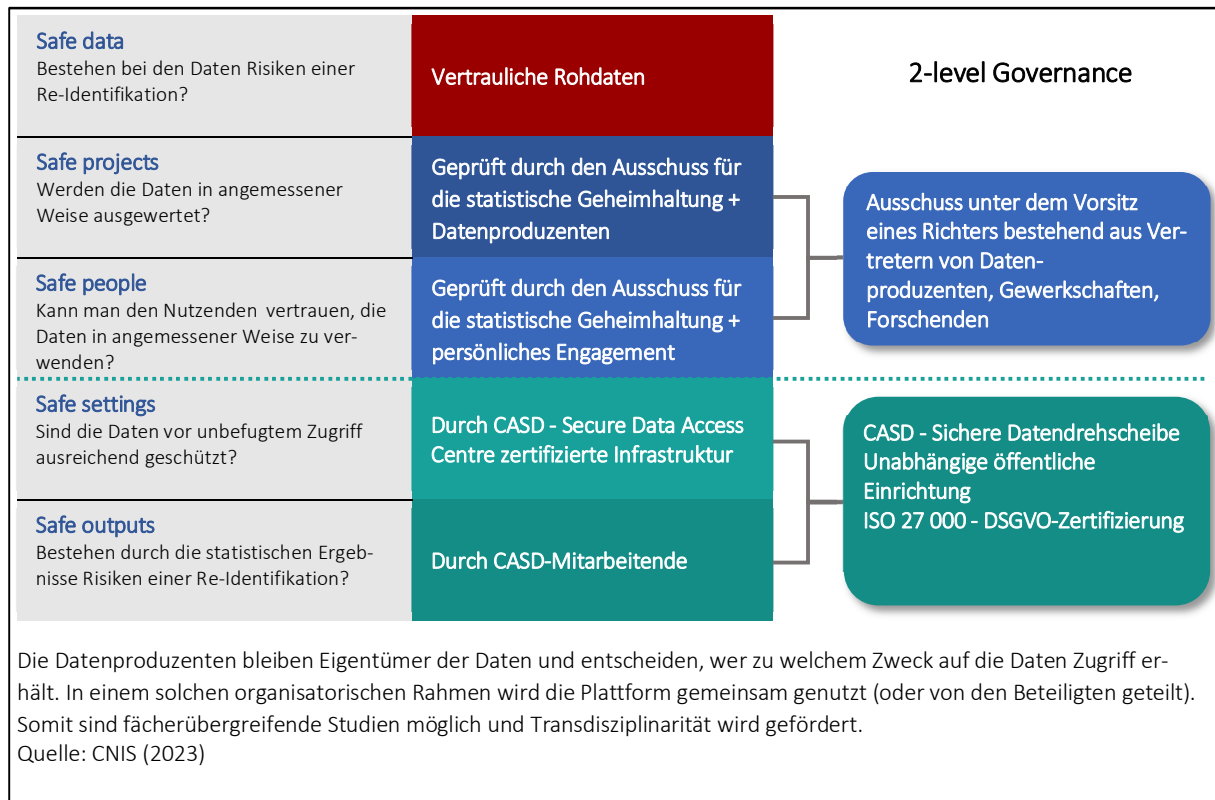 Safe data
Bestehen bei den Daten Risiken einer
Re-Identifikation?
Vertrauliche Rohdaten
2-level Governance
Safe projects
Werden die Daten in angemessener
Weise ausgewertet?
Geprüft durch den Ausschuss für
die statistische Geheimhaltung +
Datenproduzenten
Safe people
Kann man den Nutzenden vertrauen, die
Daten in angemessener Weise zu ver-
wenden?
Geprüft durch den Ausschuss für
die statistische Geheimhaltung +
persönliches Engagement
Ausschuss unter dem Vorsitz
eines Richters bestehend aus Ver-
tretern von Daten-
produzenten, Gewerkschaften,
Forschenden
Safe settings
Sind die Daten vor unbefugtem Zugriff
ausreichend geschützt?
Durch CASD - Secure Data Access
Centre zertifizierte Infrastruktur
Safe outputs
Bestehen durch die statistischen Ergeb-
nisse Risiken einer Re-Identifikation?
Durch CASD-Mitarbeitende
CASD - Sichere Datendrehscheibe
Unabhängige öffentliche
Einrichtung
ISO 27 000 - DSGVO-Zertifizierung
Die Datenproduzenten bleiben Eigentümer der Daten und entscheiden, wer zu welchem Zweck auf die Daten Zugriff er-
hält. In einem solchen organisatorischen Rahmen wird die Plattform gemeinsam genutzt (oder von den Beteiligten geteilt).
Somit sind fächerübergreifende Studien möglich und Transdisziplinarität wird gefördert.
Quelle: CNIS (2023)